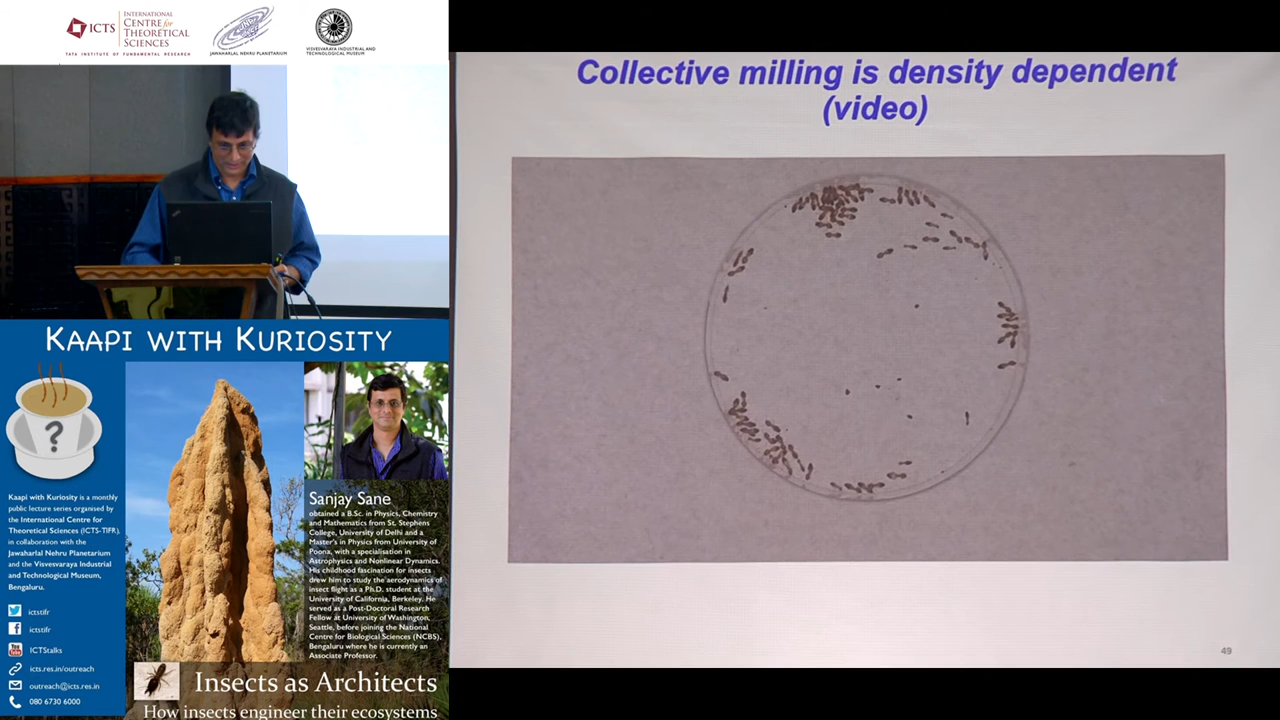 ICTS
INTERNATIONAL
CENTRE for
THEORETICAL
SCIENCES
TATA INSTITUTE OF FUNDAMENTAL RESEARCH
JAWAHARLAL NEHRU PLANETARIUM
VISVESVARAYA INDUSTRIAL AND
TECHNOLOGICAL MUSEUM
KAAPI WITH KURIOSITY
?
Kaapi with Kuriosity is a monthly
public lecture series organised by
the International Centre for
Theoretical Sciences (ICTS-TIFR),
in collaboration with the
Jawaharlal Nehru Planetarium
and the Visvesvaraya Industrial
and Technological Museum,
Bengaluru.
ictstifr
ictstifr
You
ICTStalks
icts.res.in/outreach
outreach@icts.res.in
080 6730 6000
Sanjay Sane
obtained a B.Sc. in Physics, Chemistry
and Mathematics from St. Stephens
College, University of Delhi and a
Master's in Physics from University of
Poona, with a specialisation in
Astrophysics and Nonlinear Dynamics.
His childhood fascination for insects
drew him to study the aerodynamics of
insect flight as a Ph.D. student at the
University of California, Berkeley. He
served as a Post-Doctoral Research
Fellow at University of Washington,
Seattle, before joining the National
Centre for Biological Sciences (NCBS),
Bengaluru where he is currently an
Associate Professor.
Insects as Architects
How insects engineer their ecosystems
Collective milling is density dependent
(video)
49